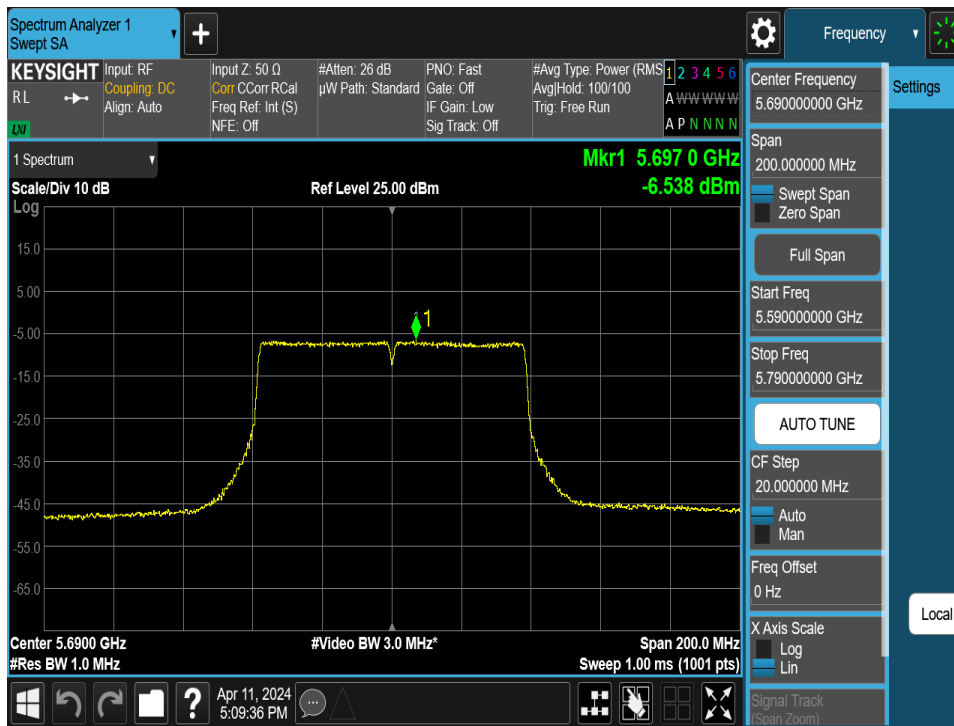 Spectrum Analyzer 1
Swept SA
+
Frequency
KEYSIGHT
R L
LXI
Input: RF
Coupling: DC
Align: Auto
Input Z: 50 Ω
Corr CCorr RCal
Freq Ref: Int (S)
NFE: Off
#Atten: 26 dB
µW Path: Standard
PNO: Fast
Gate: Off
IF Gain: Low
Sig Track: Off
#Avg Type: Power (RMS
Avg|Hold: 100/100
Trig: Free Run
1 2 3 4 5 6
A W W W W W
A P N N N N
1 Spectrum
Mkr1 5.697 0 GHz
Scale/Div 10 dB
Ref Level 25.00 dBm
-6.538 dBm
Log
15.0
5.00
-5.00
-15.0
-25.0
-35.0
-45.0
-55.0
-65.0
1
Center 5.6900 GHz
#Video BW 3.0 MHz*
Span 200.0 MHz
#Res BW 1.0 MHz
Sweep 1.00 ms (1001 pts)
Center Frequency
5.690000000 GHz
Span
200.000000 MHz
Swept Span
Zero Span
Full Span
Start Freq
5.590000000 GHz
Stop Freq
5.790000000 GHz
AUTO TUNE
CF Step
20.000000 MHz
Auto
Man
Freq Offset
0 Hz
X Axis Scale
Log
Lin
Signal Track
(Span Zoom)
Settings
Local
?
Apr 11, 2024
5:09:36 PM